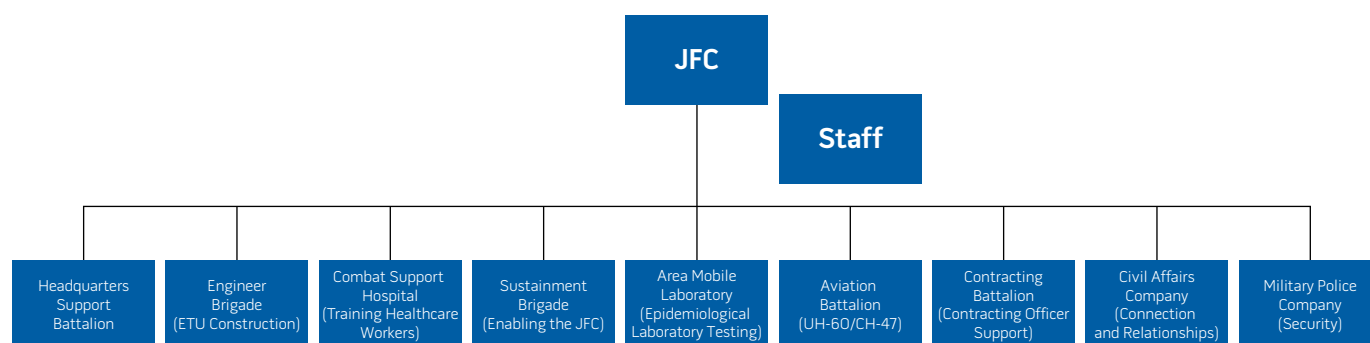 JFC
Staff
Headquarters
Support
Battalion
Engineer
Brigade
(ETU Construction)
Combat Support
Hospital
(Training Healthcare
Workers)
Sustainment
Brigade
(Enabling the JFC)
Area Mobile
Laboratory
(Epidemiological
Laboratory Testing)
Aviation
Battalion
(UH-60/CH-47)
Contracting
Battalion
(Contracting Officer
Support)
Civil Affairs
Company
(Connection
and Relationships)
Military Police
Company
(Security)